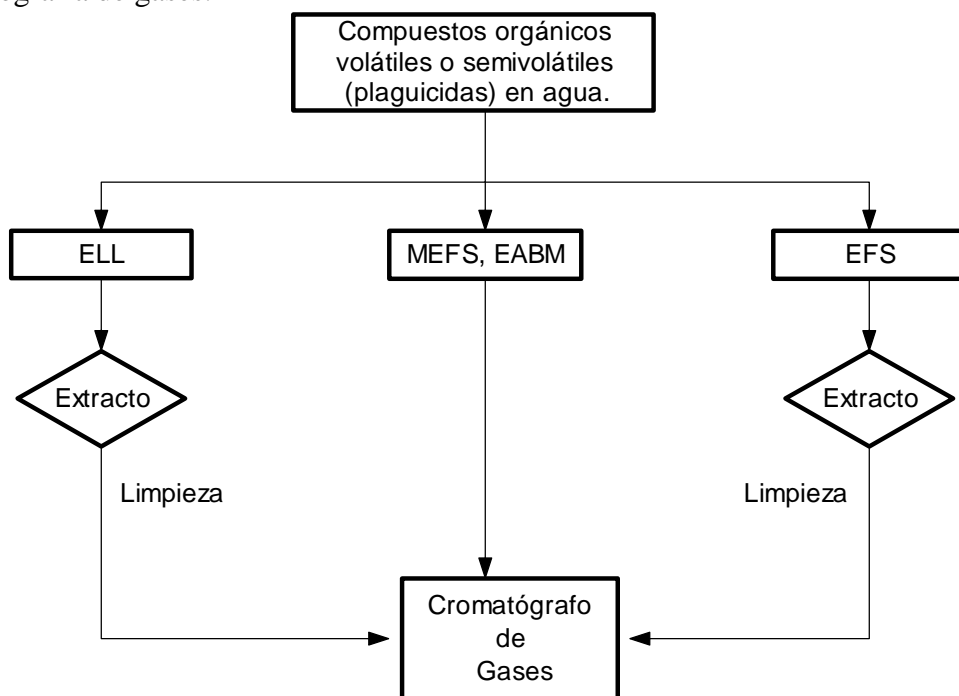 de gases.
Compuestos orgánicos
volátiles o semivolátiles
(plaguicidas) en agua.
ELL
MEFS, EABM
EFS
Extracto
Extracto
Limpieza
Limpieza
Cromatógrafo
de
Gases